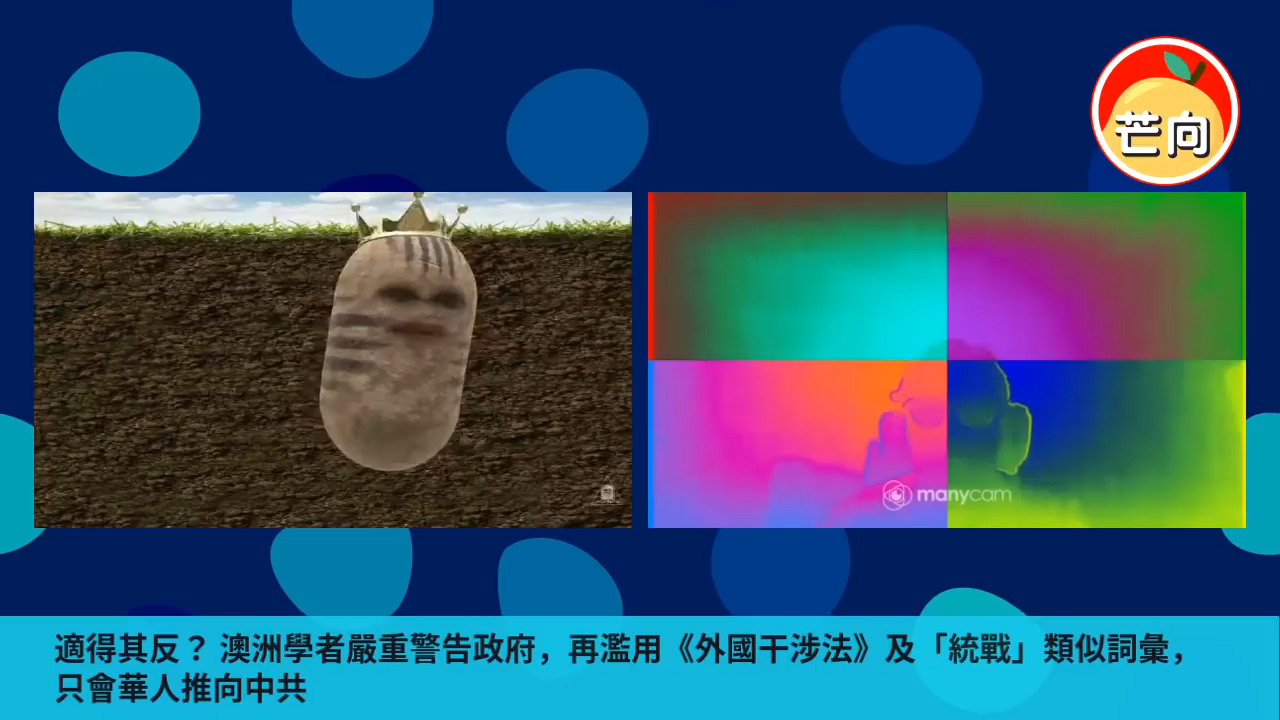 芒向
manycam
適得其反？ 澳洲學者嚴重警告政府，再濫用《外國干涉法》及「統戰」類似詞彙，
只會華人推向中共